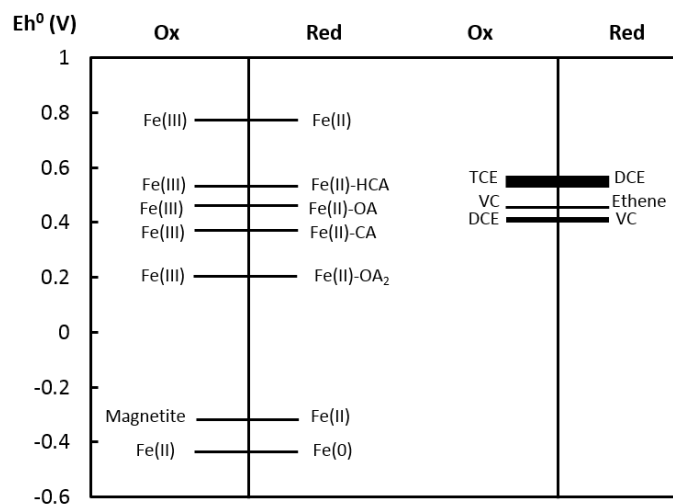 Eh⁰ (V)
Ox Red Ox Red
1
0.8
0.6
0.4
0.2
0
-0.2
-0.4
-0.6
Fe(III) Fe(II)
Fe(III) Fe(II)-HCA
Fe(III) Fe(II)-OA
Fe(III) Fe(II)-CA
Fe(III) Fe(II)-OA₂
Magnetite Fe(II)
Fe(II) Fe(0)
TCE DCE
VC Ethene
DCE VC